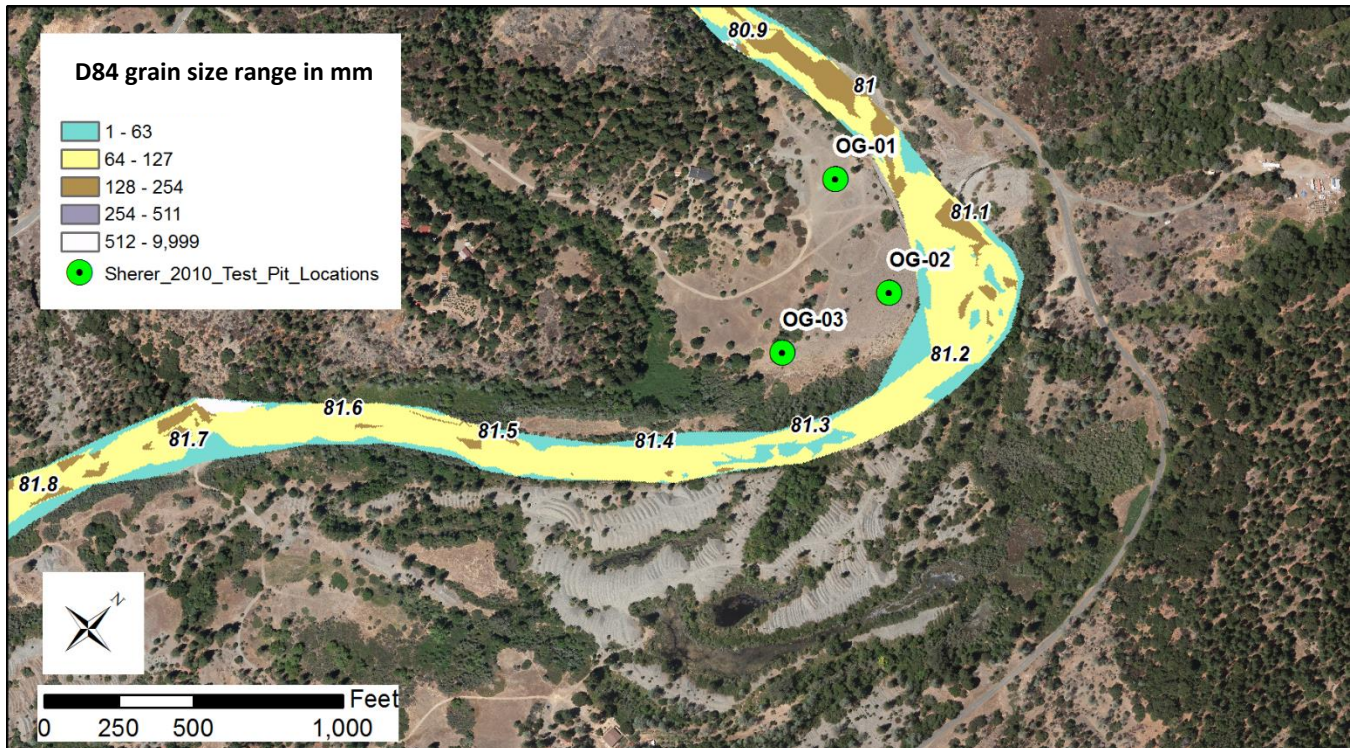 D84 grain size range in mm
1 - 63
64 - 127
128 - 254
254 - 511
512 - 9,999
Sherer_2010_Test_Pit_Locations
80.9
81
OG-01
81.1
OG-02
OG-03
81.2
81.3
81.4
81.5
81.6
81.7
81.8
N
Feet
0 250 500 1,000